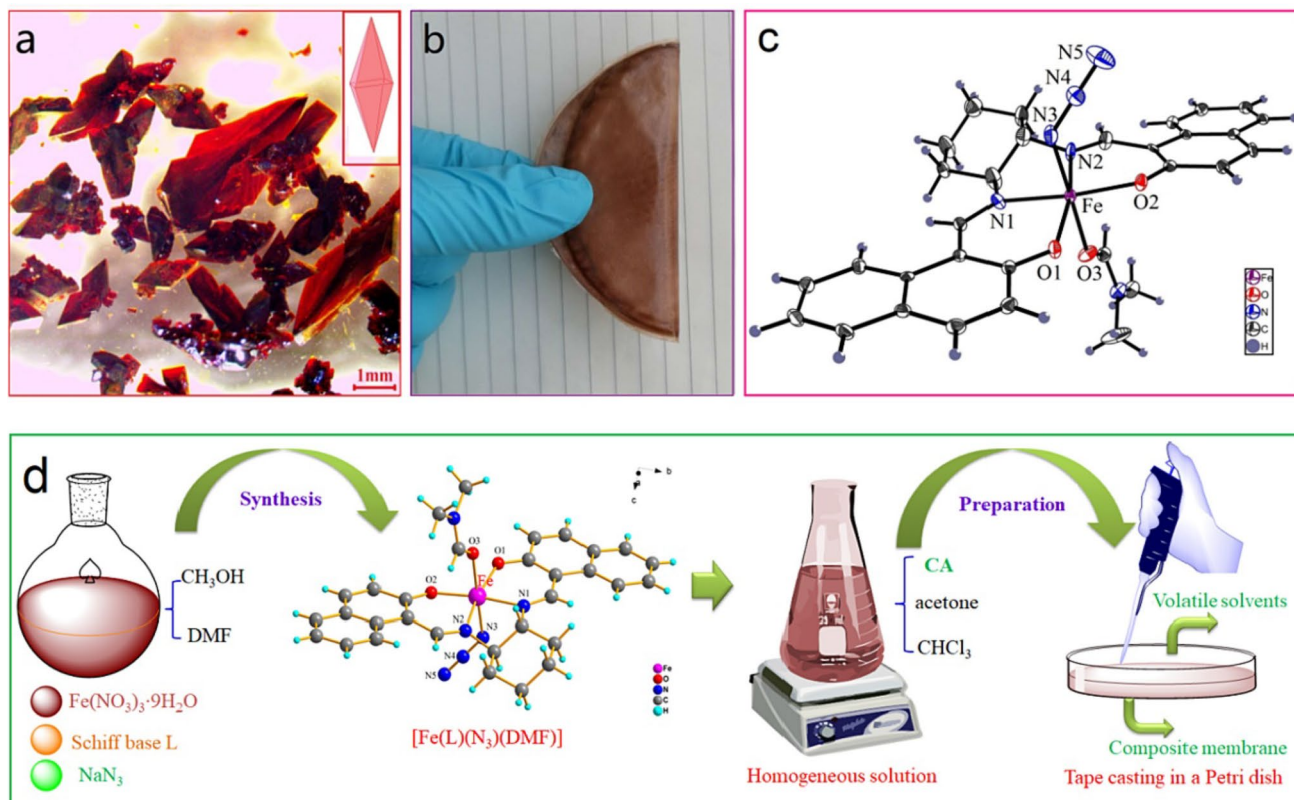 a
1mm
b
c
N5
N4
N3
N2
Fe
O2
N1
O1
O3
Fe
O
N
C
H
d
Synthesis
CH₃OH
DMF
Fe(NO₃)₃·9H₂O
Schiff base L
NaN₃
b
a
c
O3
O1
Fe
O2
N1
N2
N3
N4
N5
Fe
O
N
C
H
[Fe(L)(N₃)(DMF)]
Preparation
CA
acetone
CHCl₃
Homogeneous solution
Volatile solvents
Composite membrane
Tape casting in a Petri dish